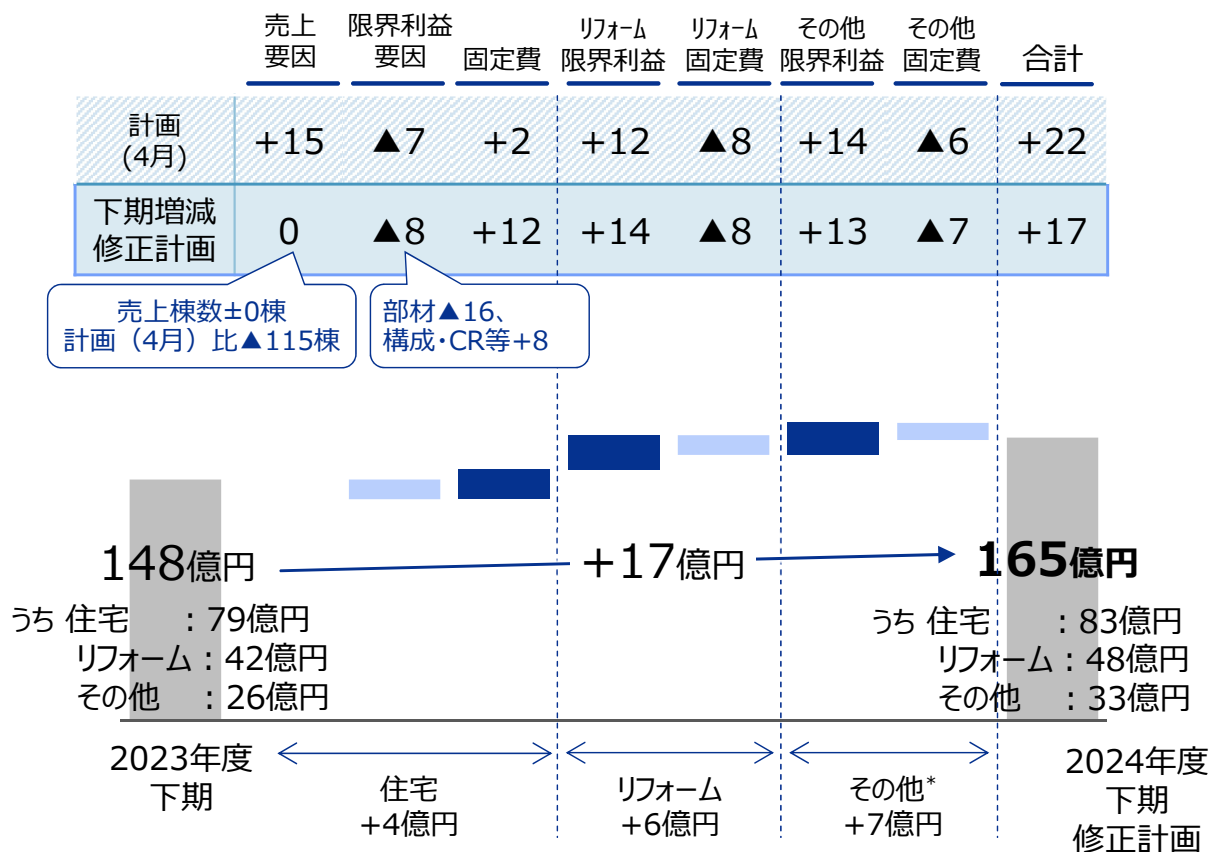 売上要因 限界利益要因 固定費 リフォーム限界利益 リフォーム固定費 その他限界利益 その他固定費 合計
計画(4月) +15 ▲7 +2 +12 ▲8 +14 ▲6 +22
下期増減修正計画 0 ▲8 +12 +14 ▲8 +13 ▲7 +17
売上棟数±0棟
計画（4月）比▲115棟
部材▲16、
構成・CR等+8
148億円
+17億円
165億円
うち 住宅 ：79億円
リフォーム：42億円
その他 ：26億円
うち 住宅 ：83億円
リフォーム：48億円
その他 ：33億円
2023年度
下期
住宅
+4億円
リフォーム
+6億円
その他*
+7億円
2024年度
下期
修正計画